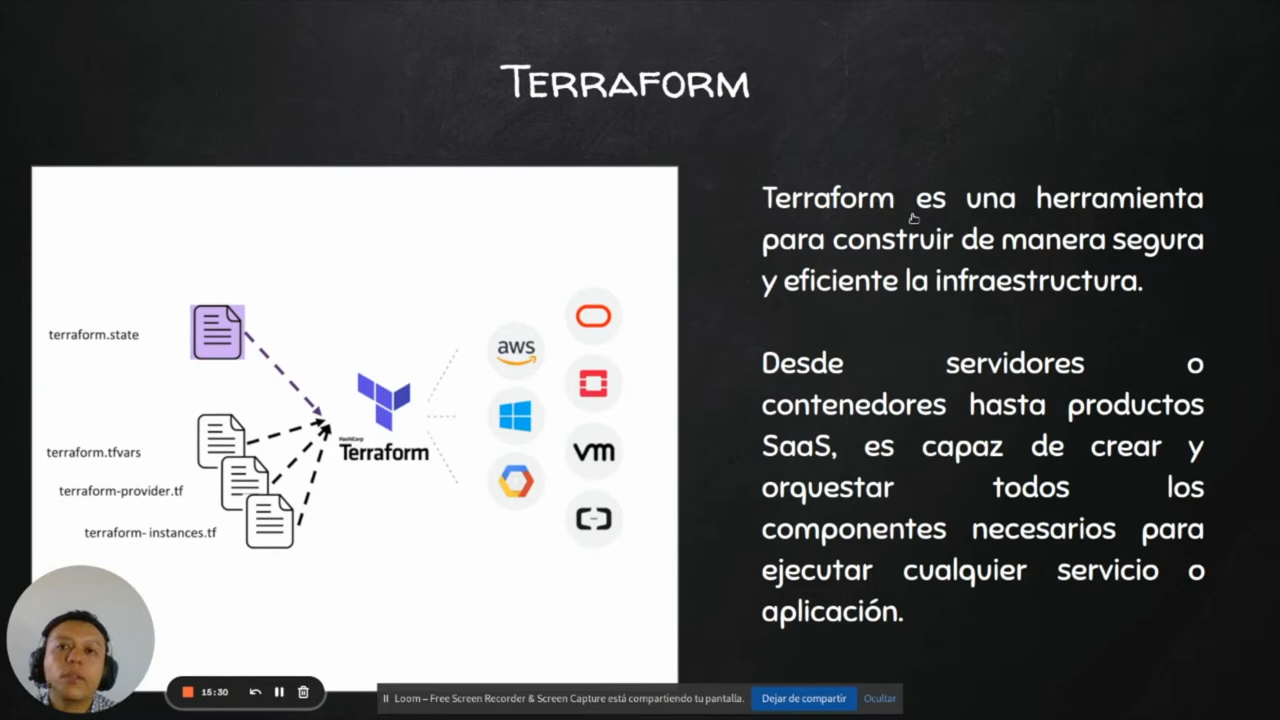 TERRAFORM
Terraform es una herramienta
para construir de manera segura
y eficiente la infraestructura.
Desde servidores o
contenedores hasta productos
SaaS, es capaz de crear y
orquestar todos los
componentes necesarios para
ejecutar cualquier servicio o
aplicación.
terraform.state
terraform.tfvars
terraform-provider.tf
terraform- instances.tf
HashiCorp
Terraform
aws
vm
15:30
Loom – Free Screen Recorder & Screen Capture está compartiendo tu pantalla.
Dejar de compartir
Ocultar